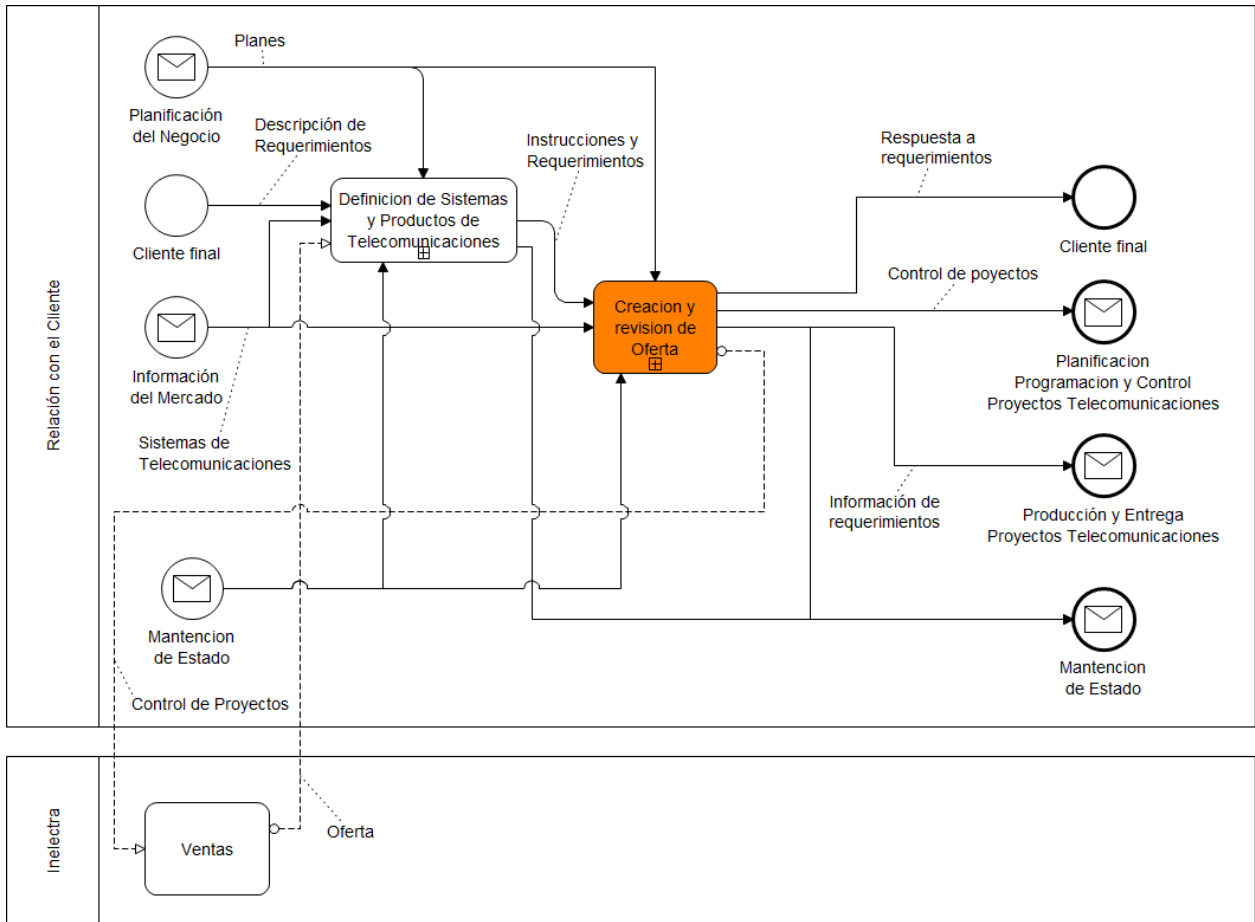 Relación con el Cliente
Planes
Planificación
del Negocio
Descripción de
Requerimientos
Instrucciones y
Requerimientos
Respuesta a
requerimientos
Definicion de Sistemas
y Productos de
Telecomunicaciones
Cliente final
Cliente final
Control de poyectos
Creacion y
revision de
Oferta
Información
del Mercado
Planificacion
Programacion y Control
Proyectos Telecomunicaciones
Sistemas de
Telecomunicaciones
Información de
requerimientos
Producción y Entrega
Proyectos Telecomunicaciones
Mantencion
de Estado
Mantencion
de Estado
Control de Proyectos
Inelectra
Ventas
Oferta